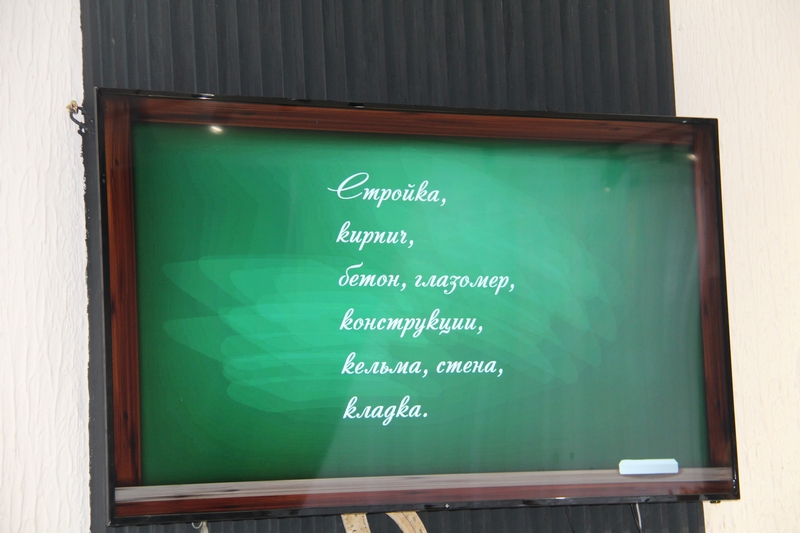 Стройка,
кирпич,
бетон, глазомер,
конструкции,
кельма, стена,
кладка.